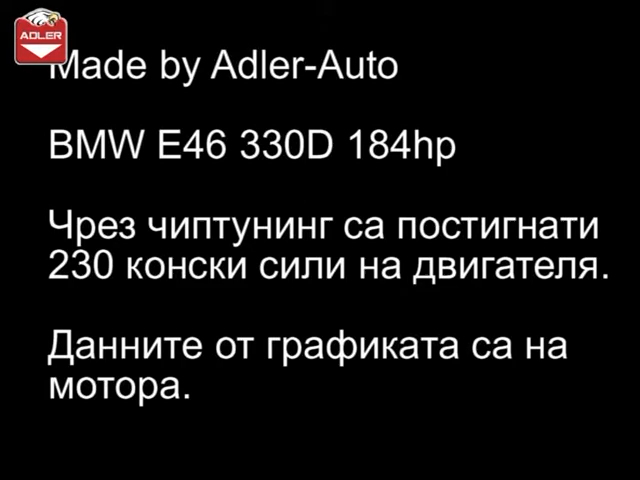 ADLER
Made by Adler-Auto
BMW E46 330D 184hp
Чрез чиптунинг са постигнати
230 конски сили на двигателя.
Данните от графиката са на
мотора.